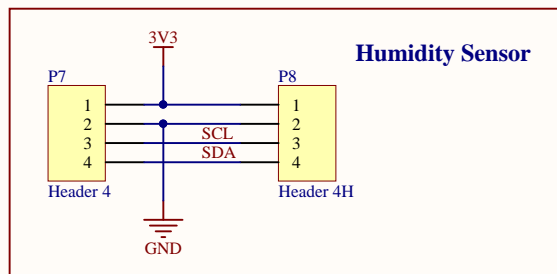 3V3
Humidity Sensor
P7
P8
1
2
3
4
1
2
3
4
SCL
SDA
Header 4
Header 4H
GND